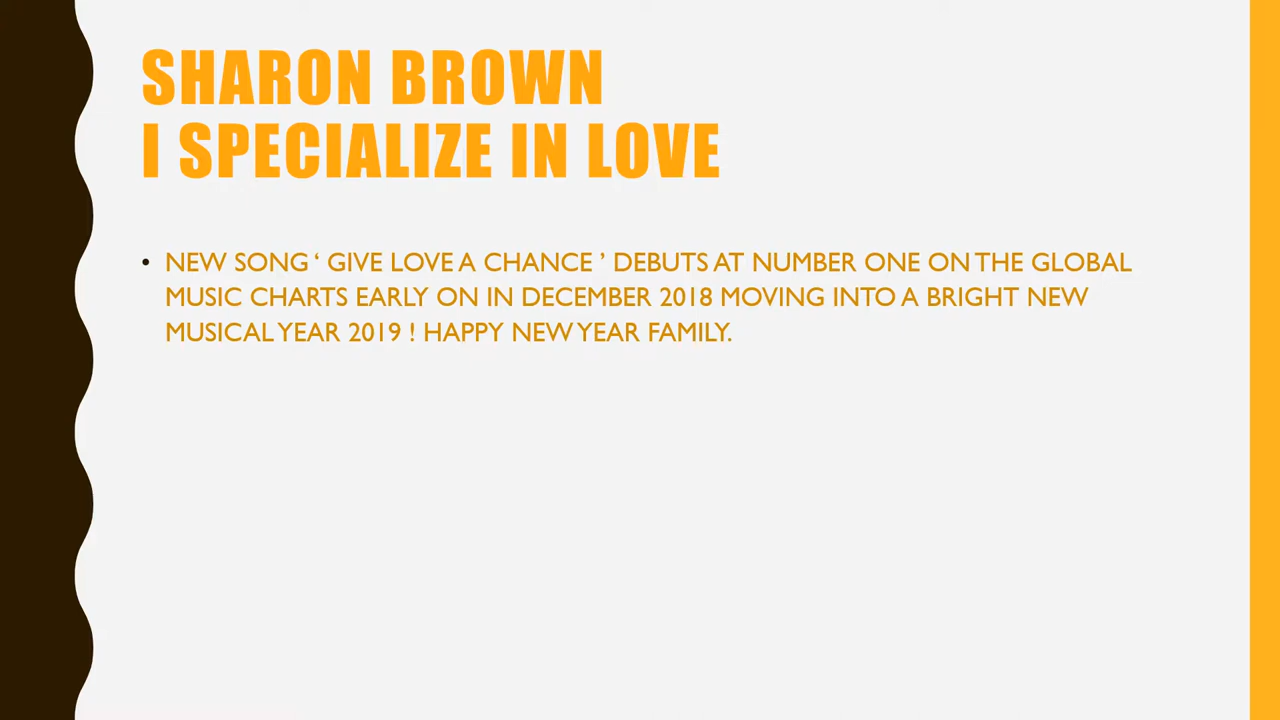 SHARON BROWN
I SPECIALIZE IN LOVE
• NEW SONG ‘ GIVE LOVE A CHANCE ’ DEBUTS AT NUMBER ONE ON THE GLOBAL
MUSIC CHARTS EARLY ON IN DECEMBER 2018 MOVING INTO A BRIGHT NEW
MUSICAL YEAR 2019 ! HAPPY NEW YEAR FAMILY.